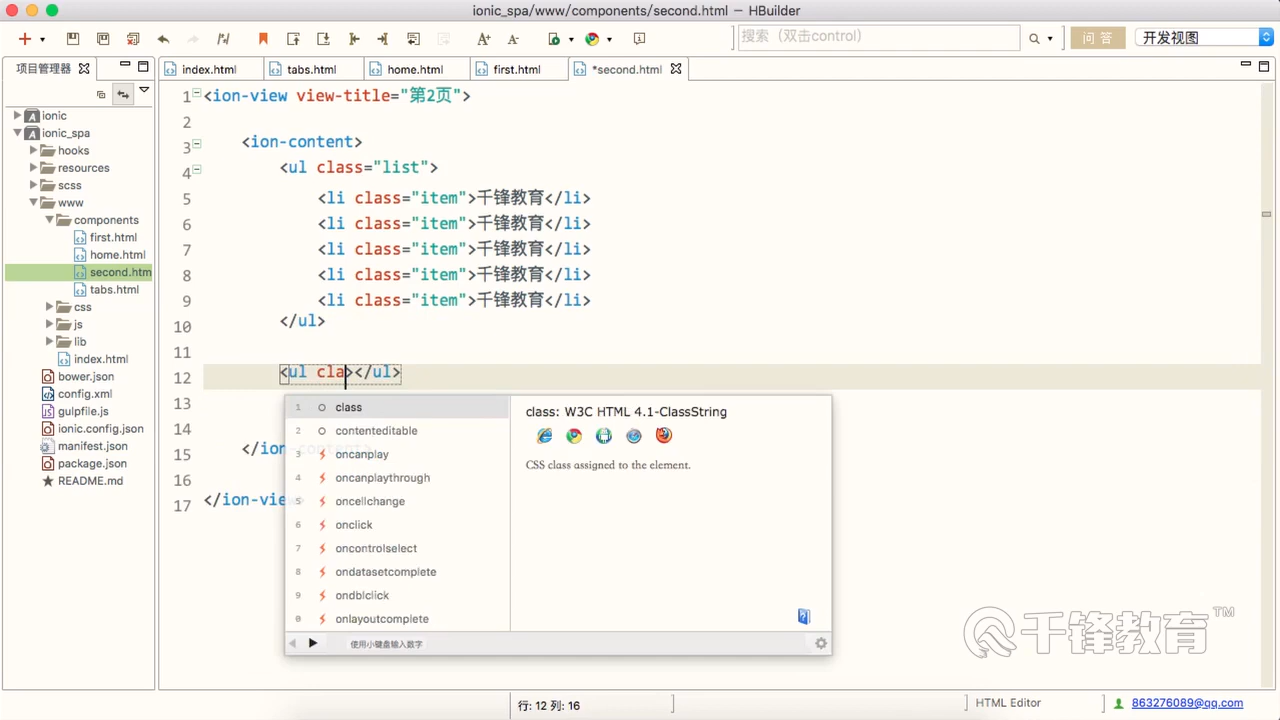 ionic_spa/www/components/second.html — HBuilder
搜索（双击control）
问 答
开发视图
项目管理器
index.html
tabs.html
home.html
first.html
*second.html
ionic
ionic_spa
hooks
resources
scss
www
components
first.html
home.html
second.htm
tabs.html
css
js
lib
index.html
bower.json
config.xml
gulpfile.js
ionic.config.json
manifest.json
package.json
README.md
1 <ion-view view-title="第2页">
2
3 <ion-content>
4 <ul class="list">
5 <li class="item">千锋教育</li>
6 <li class="item">千锋教育</li>
7 <li class="item">千锋教育</li>
8 <li class="item">千锋教育</li>
9 <li class="item">千锋教育</li>
10 </ul>
11
12 <ul cla></ul>
13
14
15 </ion-content>
16
17 </ion-vie
1 class
2 contenteditable
3 oncanplay
4 oncanplaythrough
5 oncellchange
6 onclick
7 oncontrolselect
8 ondatasetcomplete
9 ondblclick
0 onlayoutcomplete
使用小键盘输入数字
class: W3C HTML 4.1-ClassString
CSS class assigned to the element.
千锋教育™
行: 12 列: 16
HTML Editor
863276089@qq.com